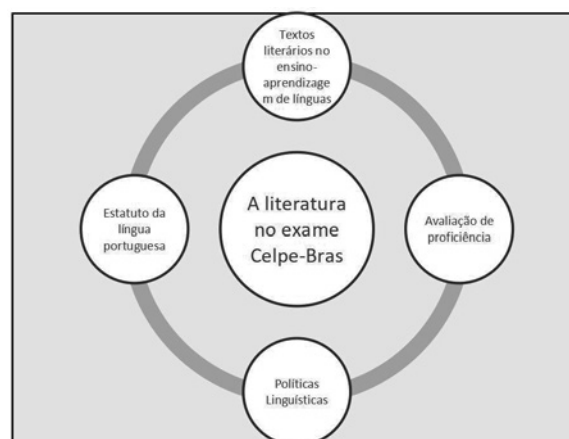 Textos
literários no
ensino-
aprendizage
m de línguas
Estatuto da
língua
portuguesa
A literatura
no exame
Celpe-Bras
Avaliação de
proficiência
Políticas
Linguísticas